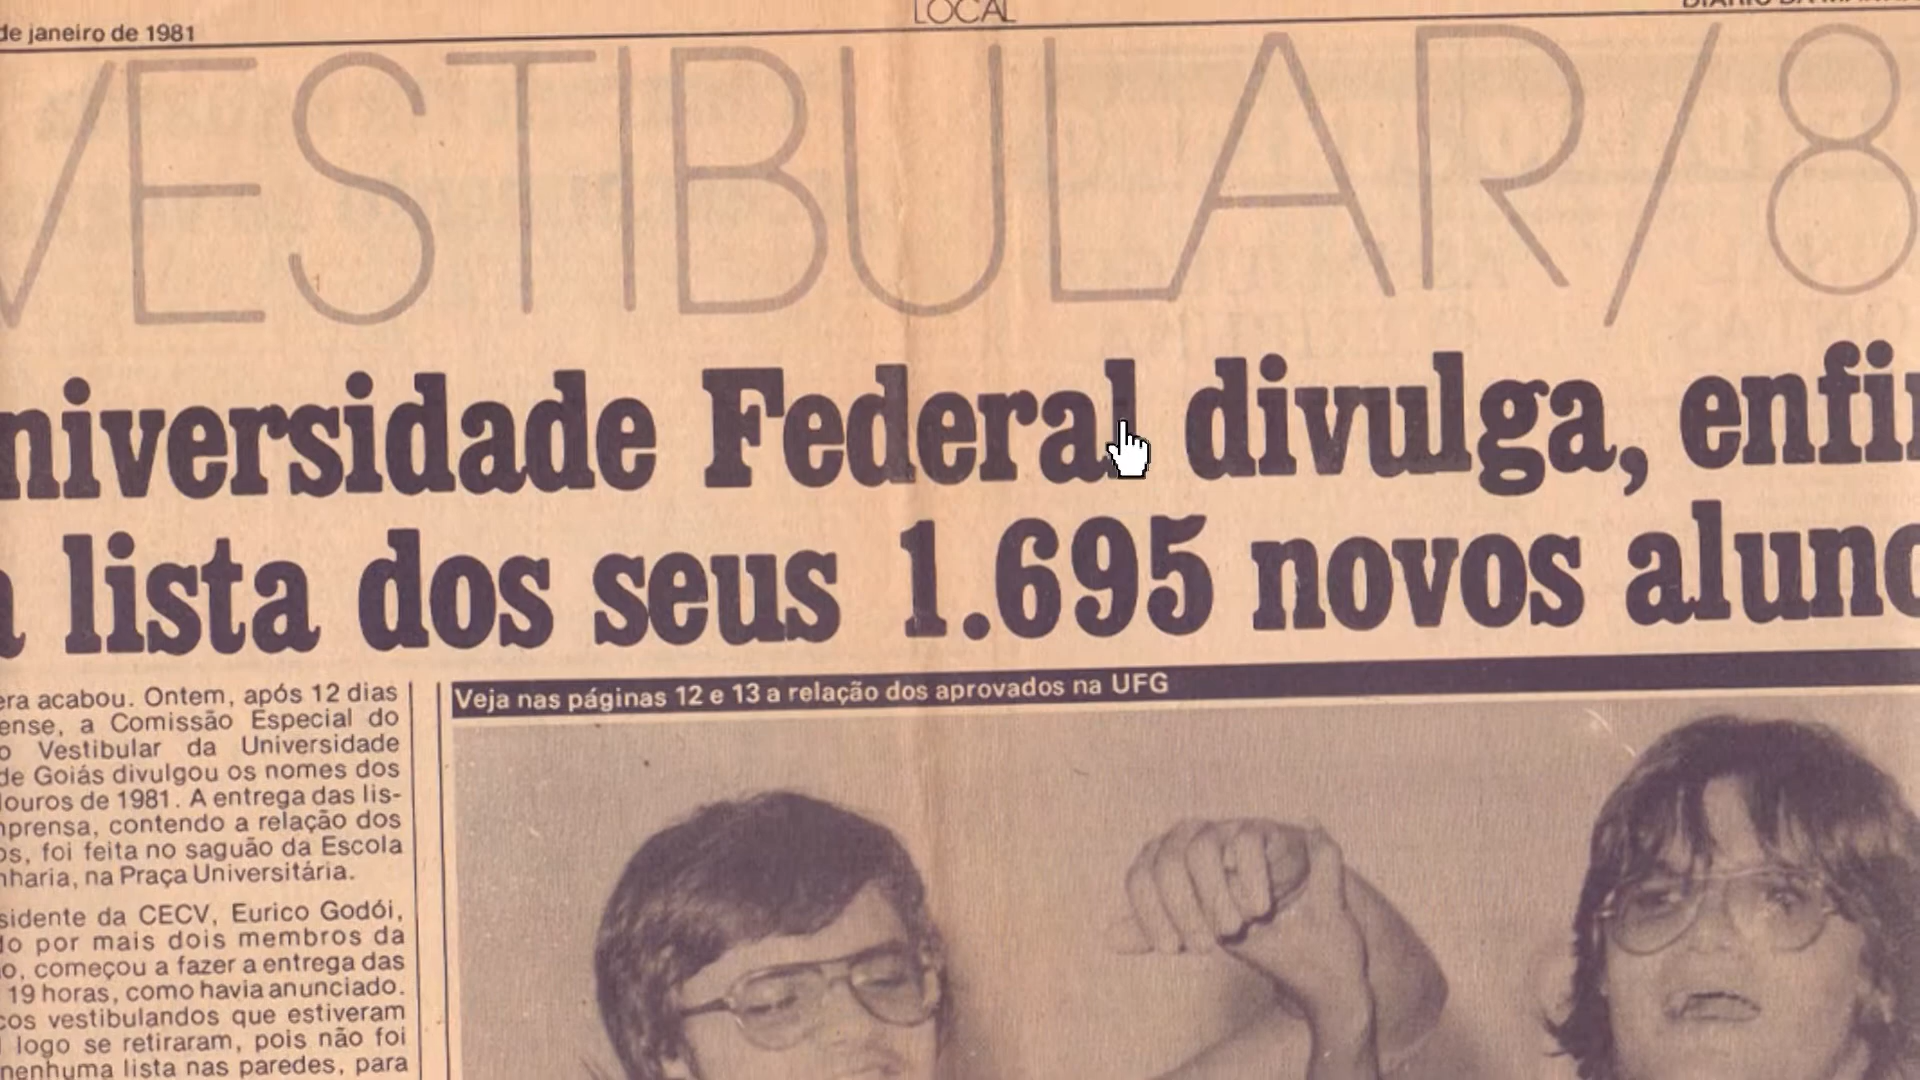 de janeiro de 1981
LOCAL
VESTIBULAR/8
niversidade Federal divulga, enfi
a lista dos seus 1.695 novos alun
Veja nas páginas 12 e 13 a relação dos aprovados na UFG
era acabou. Ontem, após 12 dias
ense, a Comissão Especial do
o Vestibular da Universidade
de Goiás divulgou os nomes dos
louros de 1981. A entrega das lis-
nprensa, contendo a relação dos
os, foi feita no saguão da Escola
nharia, na Praça Universitária.
sidente da CECV, Eurico Godói,
do por mais dois membros da
o, começou a fazer a entrega das
19 horas, como havia anunciado.
cos vestibulandos que estiveram
l logo se retiraram, pois não foi
nenhuma lista nas paredes, para